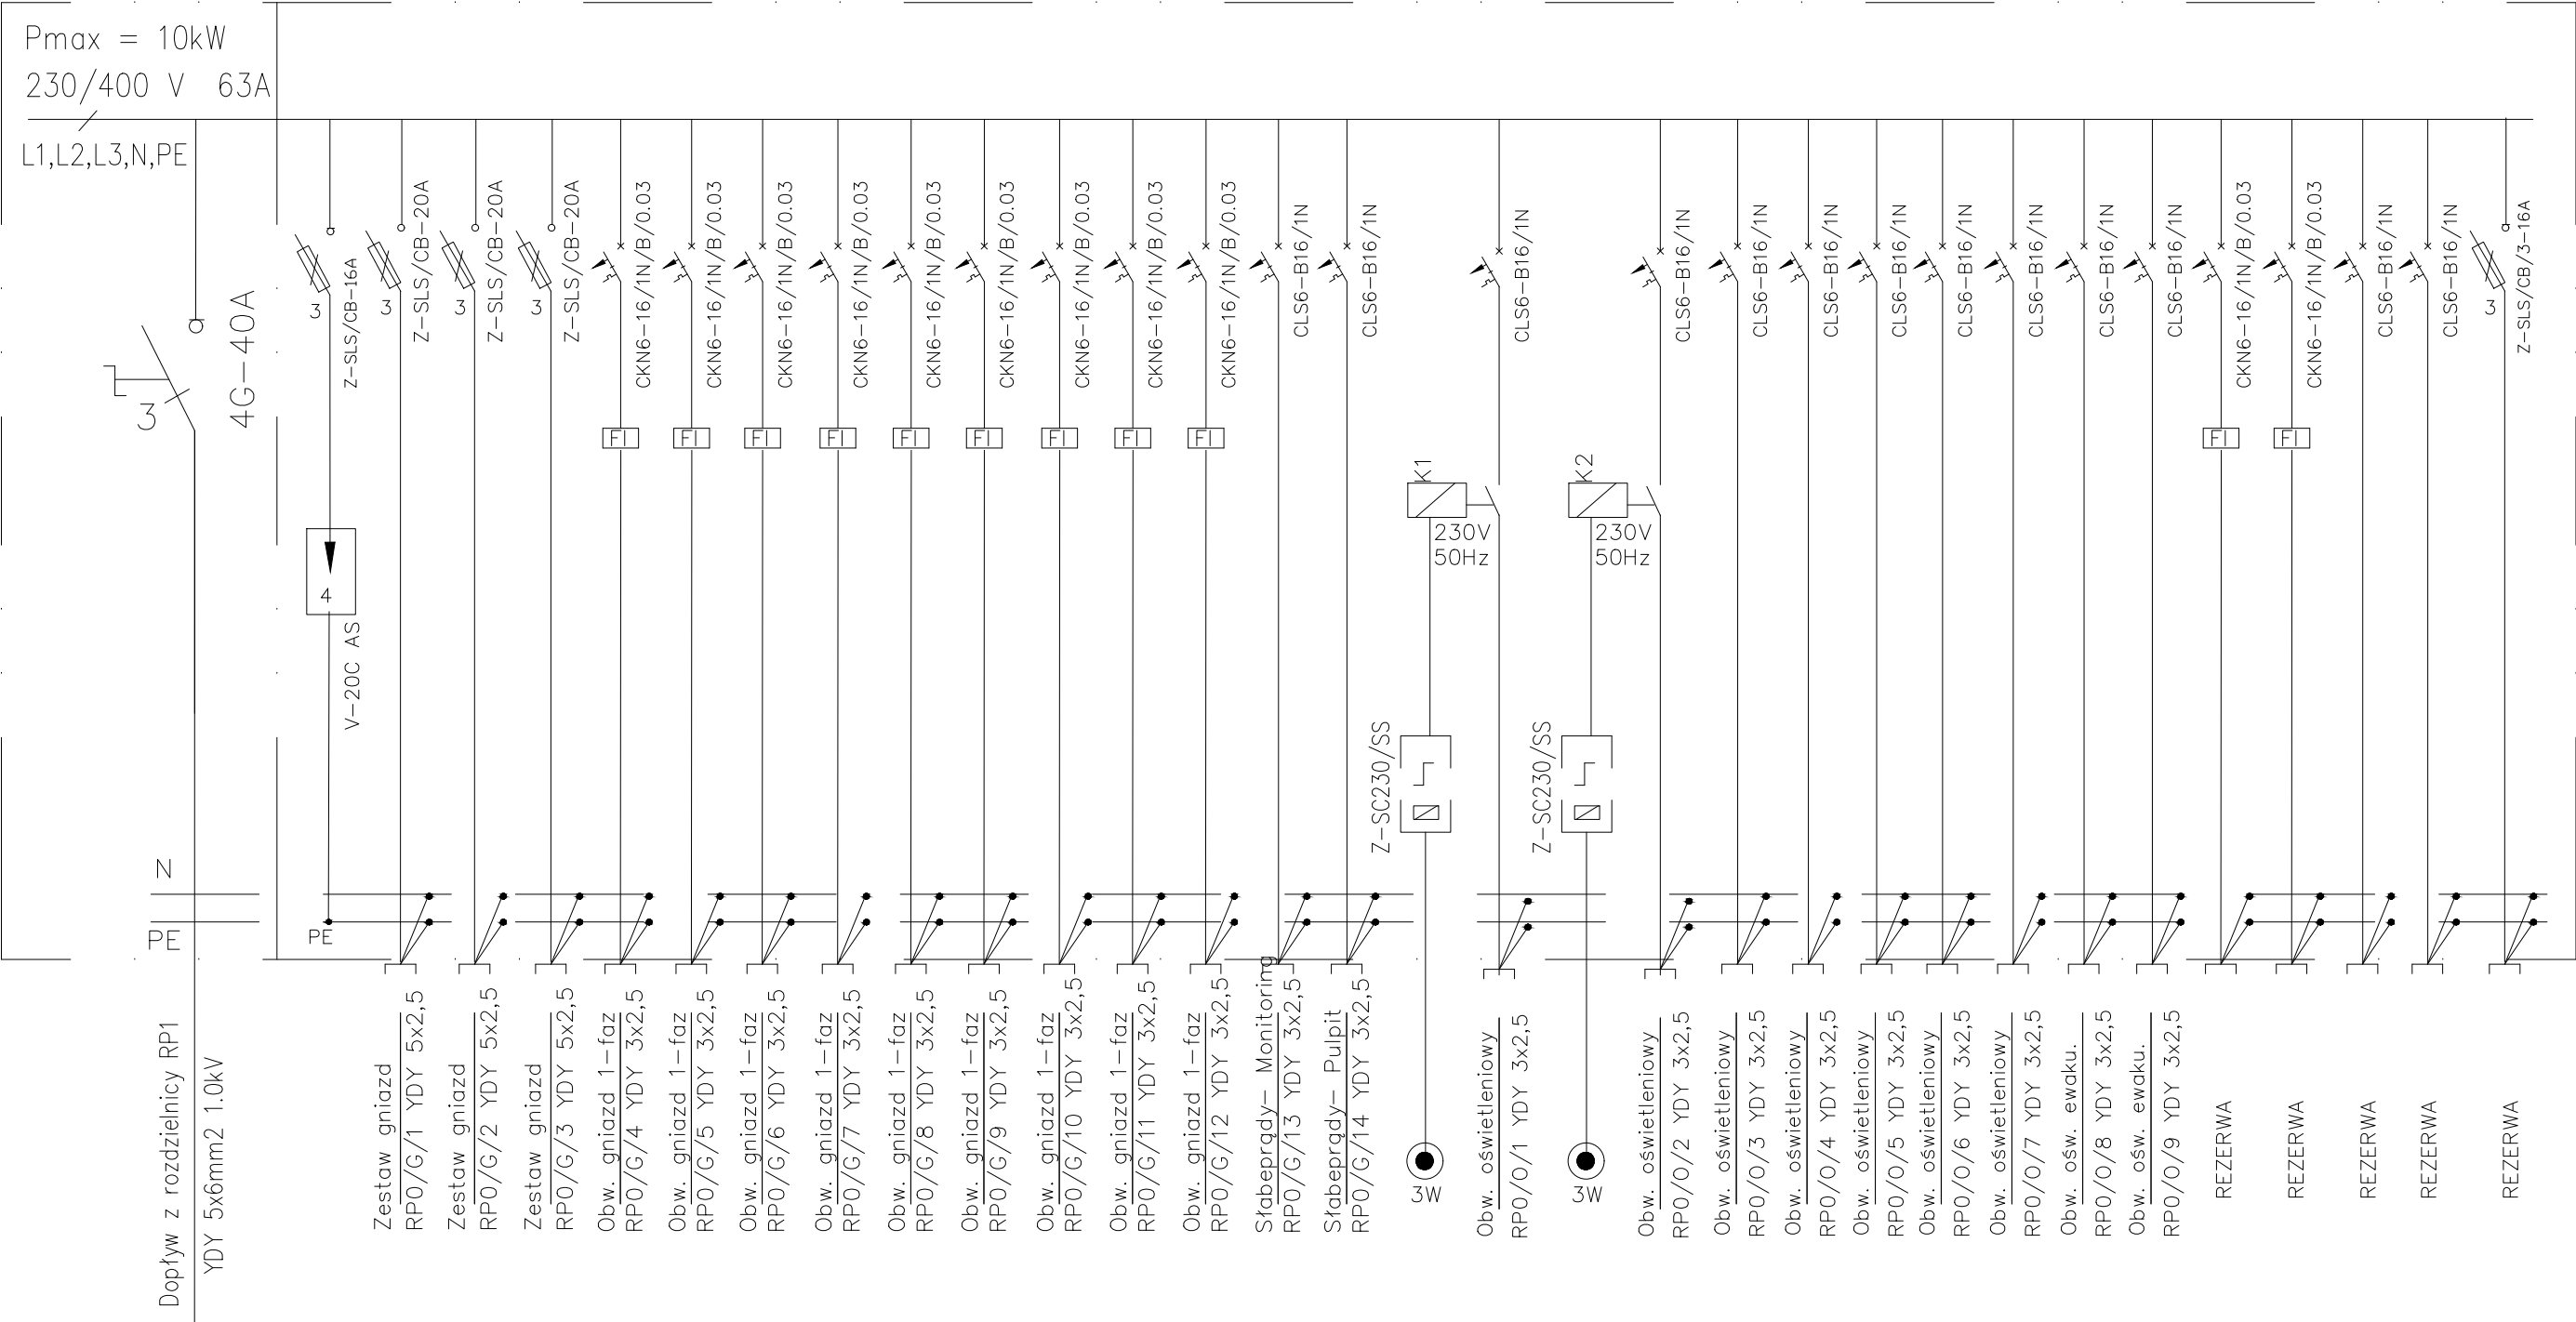 Pmax = 10kW
230/400 V 63A
L1,L2,L3,N,PE
4G-40A
3
N
PE
Dopływ z rozdzielnicy RP1
YDY 5x6mm2 1.0kV
Z-SLS/CB-16A
3
4
V-20C AS
PE
Z-SLS/CB-20A
3
Zestaw gniazd
RPO/G/1 YDY 5x2,5
Z-SLS/CB-20A
3
Zestaw gniazd
RPO/G/2 YDY 5x2,5
Z-SLS/CB-20A
3
Zestaw gniazd
RPO/G/3 YDY 5x2,5
CKN6-16/1N/B/0.03
FI
Obw. gniazd 1-faz
RPO/G/4 YDY 3x2,5
CKN6-16/1N/B/0.03
FI
Obw. gniazd 1-faz
RPO/G/5 YDY 3x2,5
CKN6-16/1N/B/0.03
FI
Obw. gniazd 1-faz
RPO/G/6 YDY 3x2,5
CKN6-16/1N/B/0.03
FI
Obw. gniazd 1-faz
RPO/G/7 YDY 3x2,5
CKN6-16/1N/B/0.03
FI
Obw. gniazd 1-faz
RPO/G/8 YDY 3x2,5
CKN6-16/1N/B/0.03
FI
Obw. gniazd 1-faz
RPO/G/9 YDY 3x2,5
CKN6-16/1N/B/0.03
FI
Obw. gniazd 1-faz
RPO/G/10 YDY 3x2,5
CKN6-16/1N/B/0.03
FI
Obw. gniazd 1-faz
RPO/G/11 YDY 3x2,5
CKN6-16/1N/B/0.03
FI
Obw. gniazd 1-faz
RPO/G/12 YDY 3x2,5
CLS6-B16/1N
Słabeprądy- Monitoring
RPO/G/13 YDY 3x2,5
CLS6-B16/1N
Słabeprądy- Pulpit
RPO/G/14 YDY 3x2,5
K1
230V
50Hz
Z-SC230/SS
3W
CLS6-B16/1N
Obw. oświetleniowy
RPO/O/1 YDY 3x2,5
K2
230V
50Hz
Z-SC230/SS
3W
CLS6-B16/1N
Obw. oświetleniowy
RPO/O/2 YDY 3x2,5
CLS6-B16/1N
Obw. oświetleniowy
RPO/O/3 YDY 3x2,5
CLS6-B16/1N
Obw. oświetleniowy
RPO/O/4 YDY 3x2,5
CLS6-B16/1N
Obw. oświetleniowy
RPO/O/5 YDY 3x2,5
CLS6-B16/1N
Obw. oświetleniowy
RPO/O/6 YDY 3x2,5
CLS6-B16/1N
Obw. oświetleniowy
RPO/O/7 YDY 3x2,5
CLS6-B16/1N
Obw. ośw. ewaku.
RPO/O/8 YDY 3x2,5
CLS6-B16/1N
Obw. ośw. ewaku.
RPO/O/9 YDY 3x2,5
CKN6-16/1N/B/0.03
FI
REZERWA
CKN6-16/1N/B/0.03
FI
REZERWA
CLS6-B16/1N
REZERWA
CLS6-B16/1N
REZERWA
Z-SLS/CB/3-16A
3
REZERWA